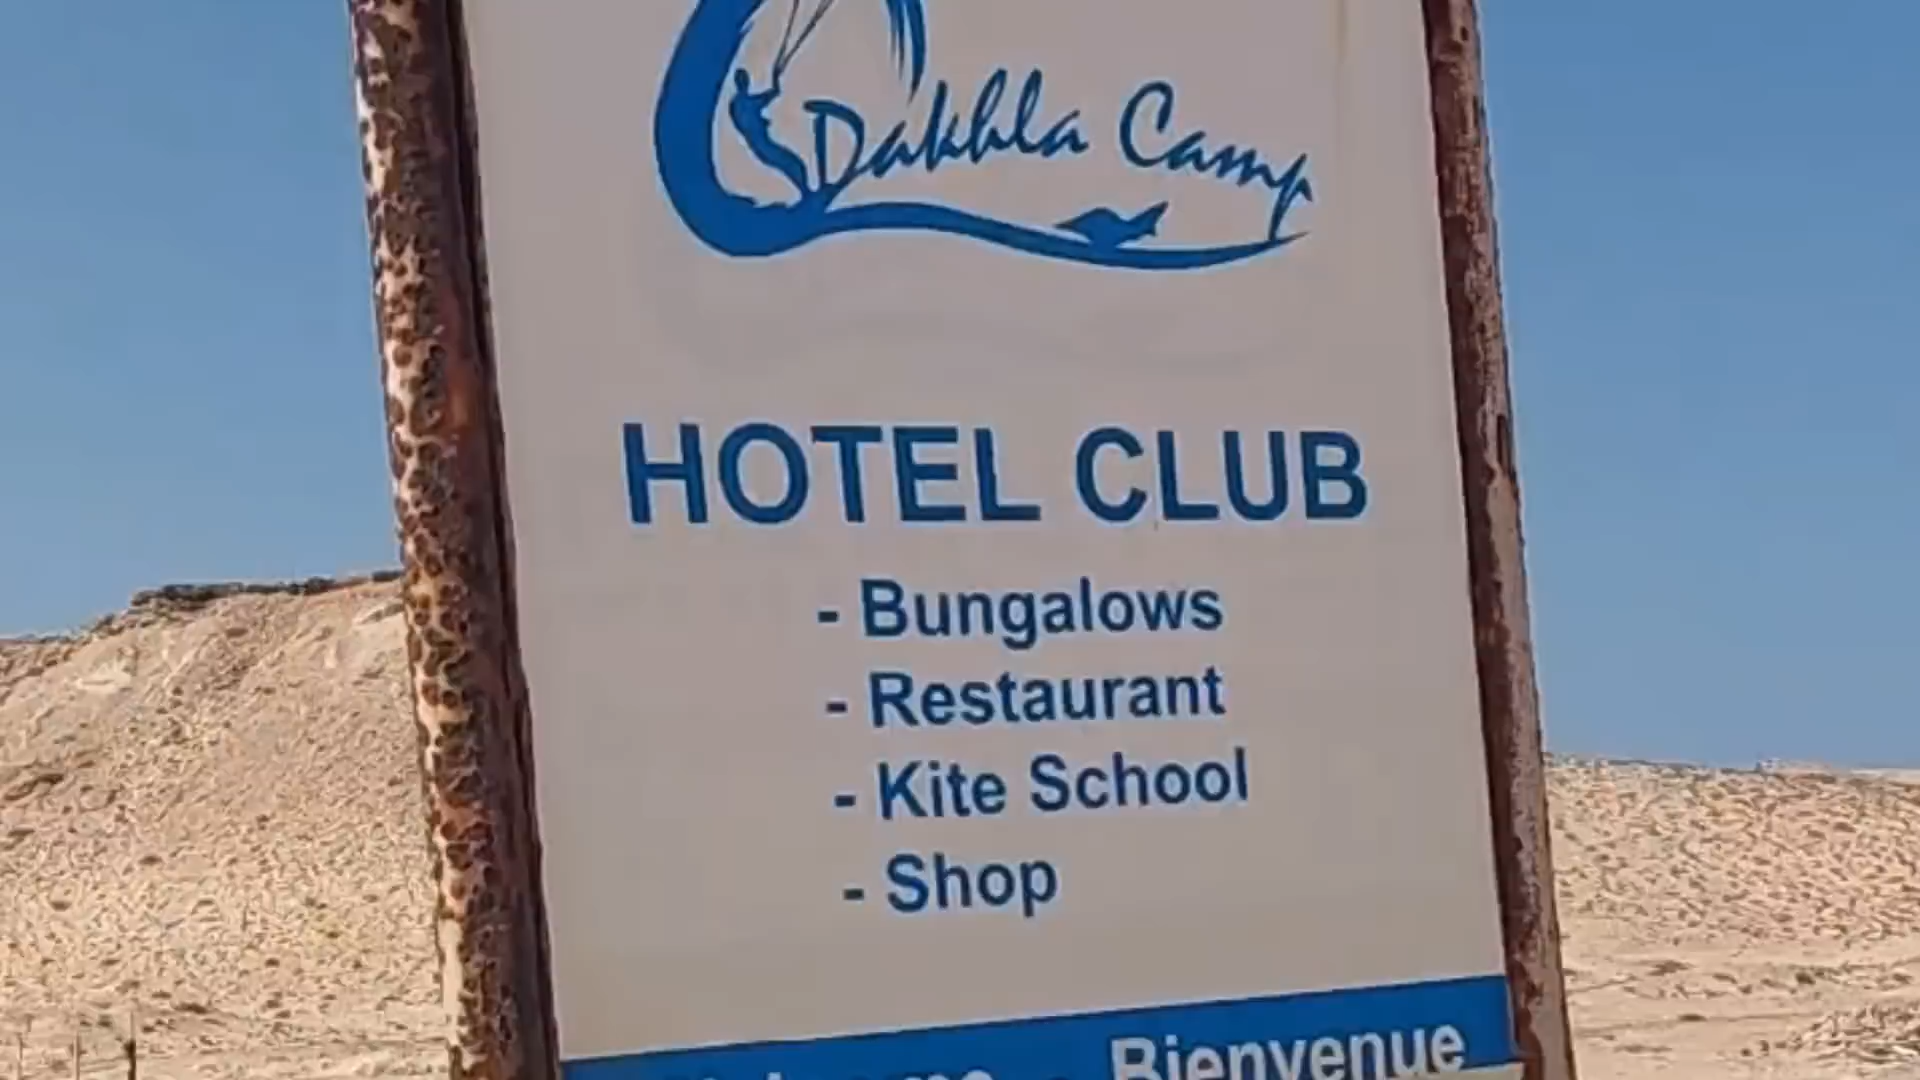 Dakhla Camp
HOTEL CLUB
- Bungalows
- Restaurant
- Kite School
- Shop
- Bienvenue